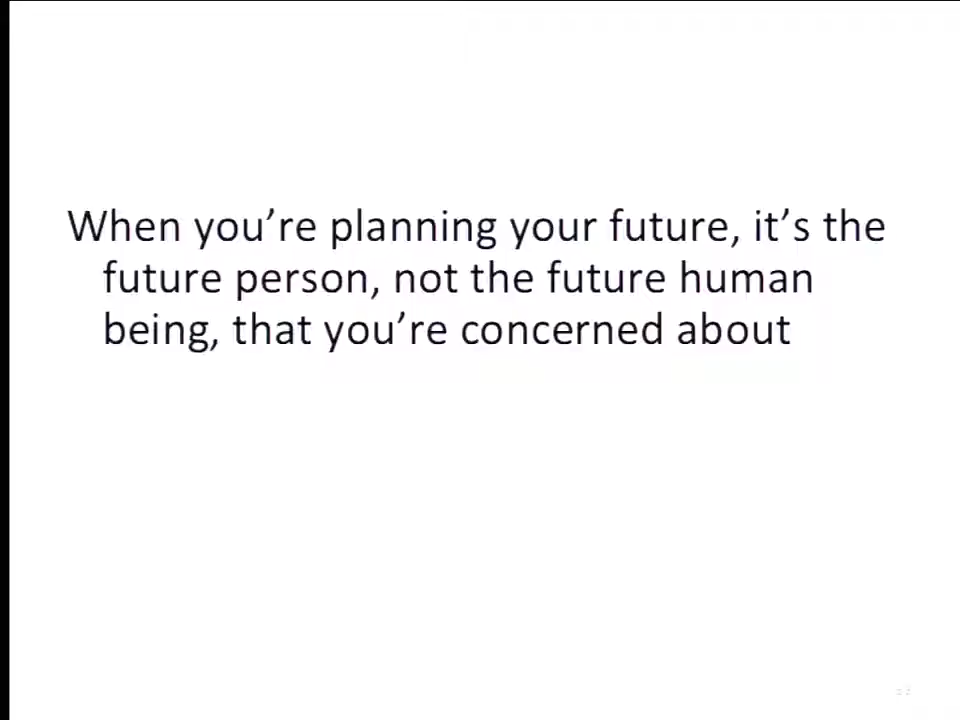 When you’re planning your future, it’s the
future person, not the future human
being, that you’re concerned about